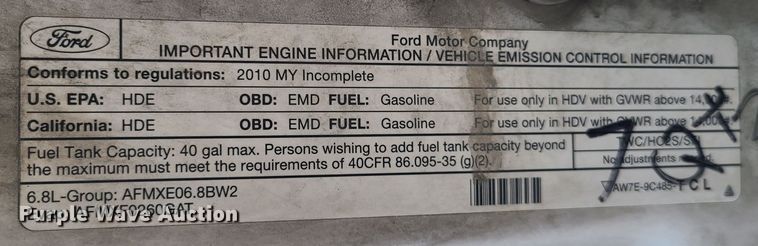 Ford
Ford Motor Company
IMPORTANT ENGINE INFORMATION / VEHICLE EMISSION CONTROL INFORMATION
Conforms to regulations: 2010 MY Incomplete
U.S. EPA: HDE OBD: EMD FUEL: Gasoline For use only in HDV with GVWR above
California: HDE OBD: EMD FUEL: Gasoline For use only in HDV with GVWR above
Fuel Tank Capacity: 40 gal max. Persons wishing to add fuel tank capacity beyond
the maximum must meet the requirements of 40CFR 86.095-35 (g)(2).
TWC/HO2S/
No adjustments
6.8L-Group: AFMXE06.8BW2
AW7E-9C485- F C L
Purple Wave Auction